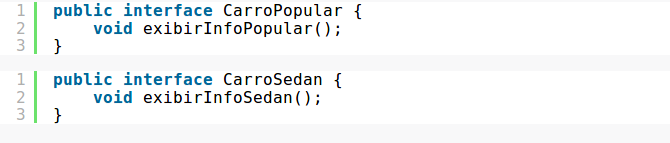 1 public interface CarroPopular {
2     void exibirInfoPopular();
3 }
1 public interface CarroSedan {
2     void exibirInfoSedan();
3 }